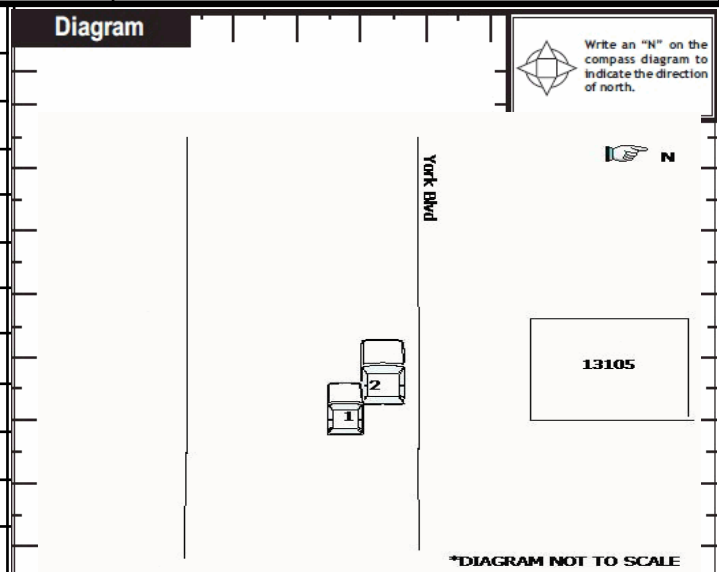 Diagram
Write an “N” on the
compass diagram to
indicate the direction
of north.
N
York Blvd
13105
2
1
*DIAGRAM NOT TO SCALE